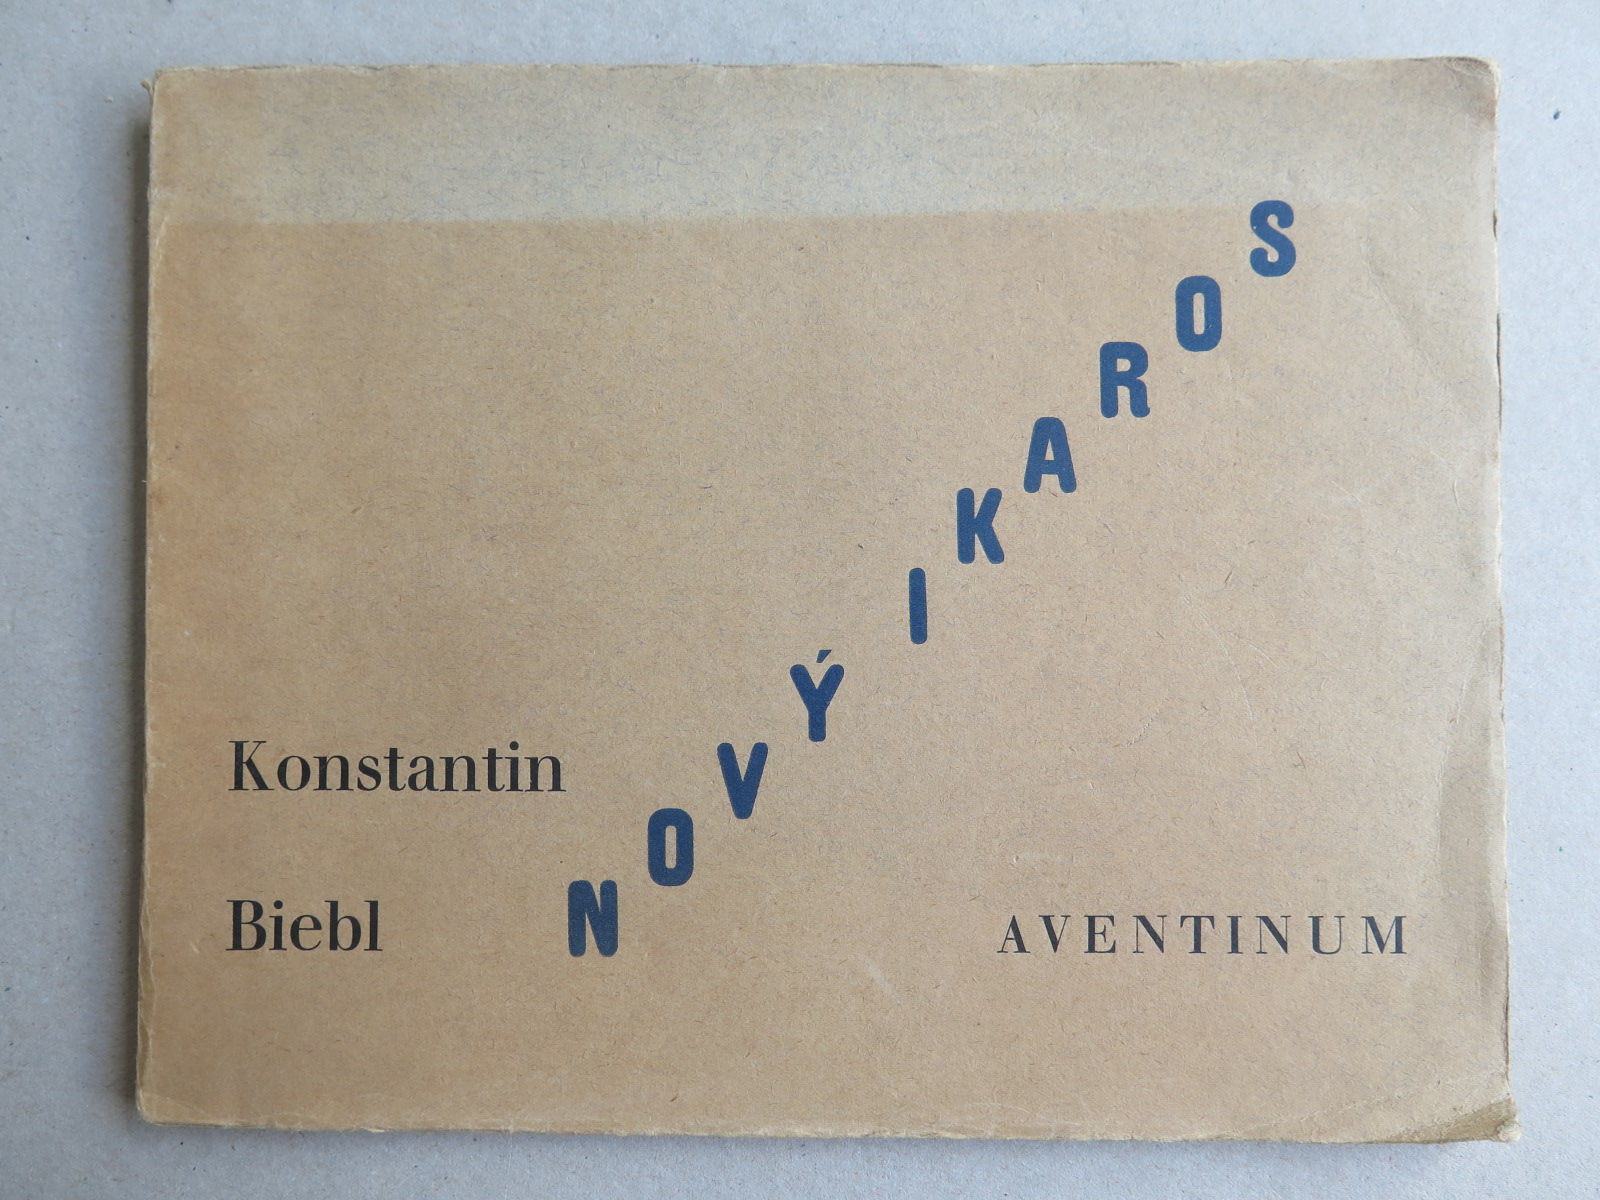 NOVÝ IKAROS
Konstantin
Biebl
AVENTINUM